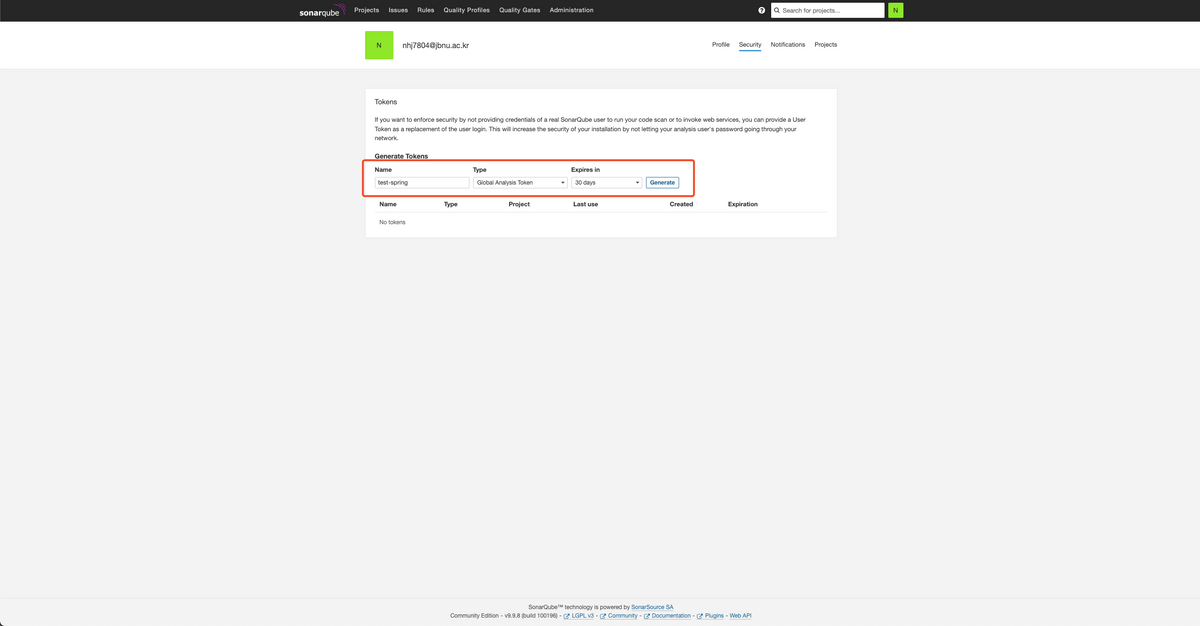 sonarqube Projects Issues Rules Quality Profiles Quality Gates Administration ? Search for projects... N
N nhj7804@jbnu.ac.kr Profile Security Notifications Projects
Tokens
If you want to enforce security by not providing credentials of a real SonarQube user to run your code scan or to invoke web services, you can provide a User
Token as a replacement of the user login. This will increase the security of your installation by not letting your analysis user's password going through your
network.
Generate Tokens
Name Type Expires in
test-spring Global Analysis Token 30 days Generate
Name Type Project Last use Created Expiration
No tokens
SonarQube™ technology is powered by SonarSource SA
Community Edition - v9.9.8 (build 100196) - LGPL v3 - Community - Documentation - Plugins - Web API